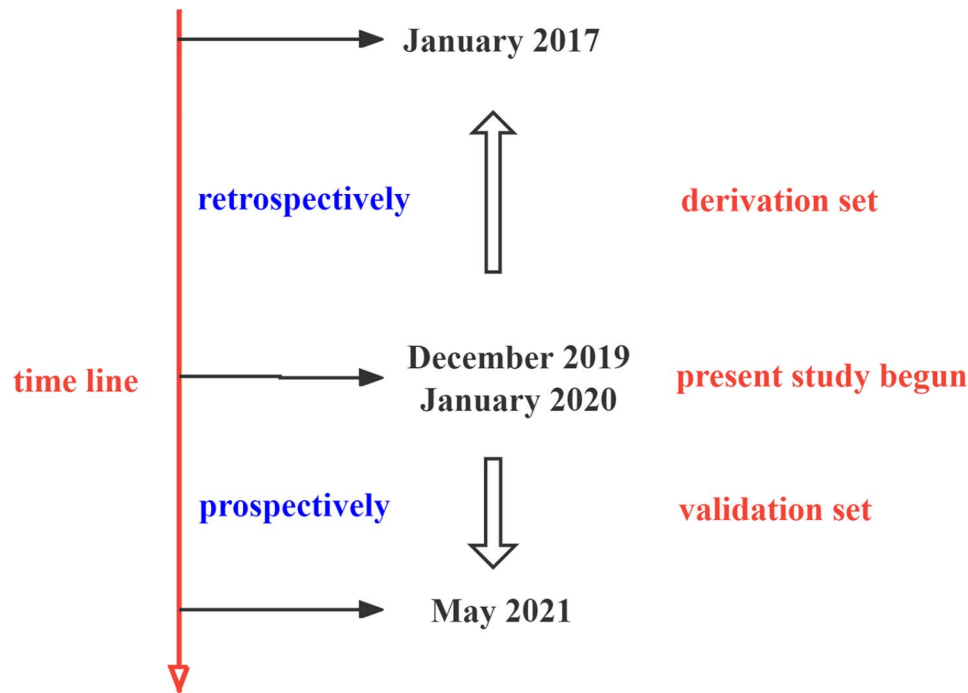 January 2017
retrospectively
derivation set
time line
December 2019
January 2020
present study begun
prospectively
validation set
May 2021